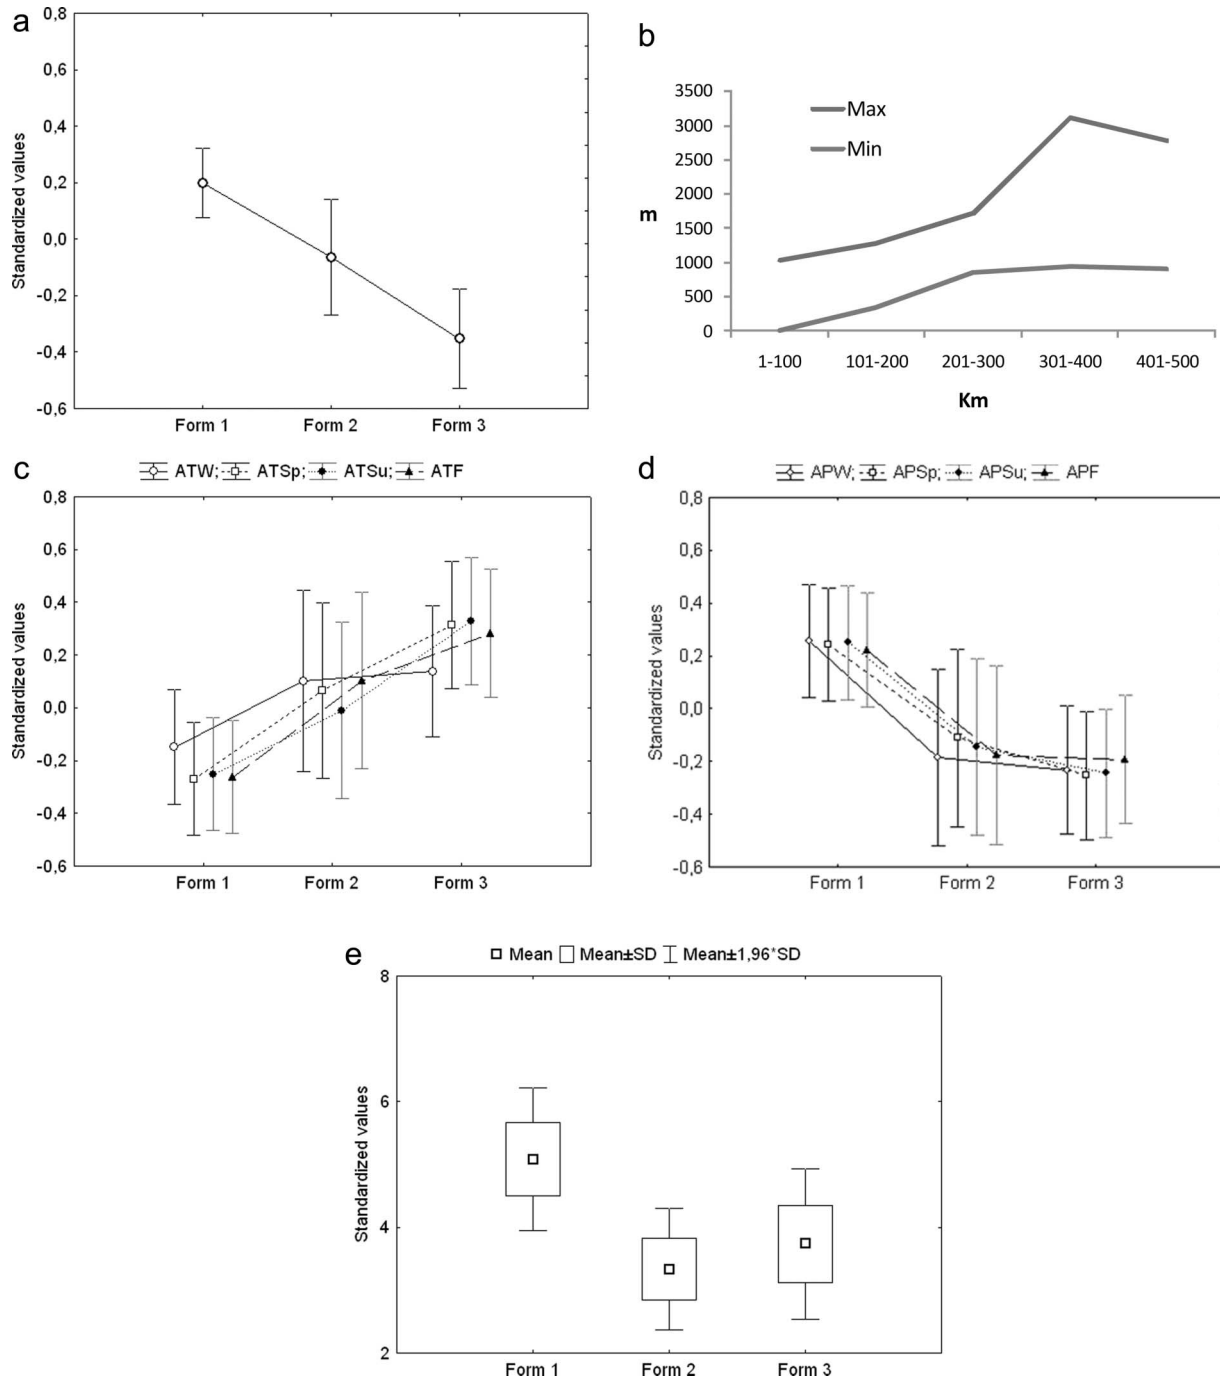 a
Standardized values
0,8
0,6
0,4
0,2
0,0
-0,2
-0,4
-0,6
Form 1 Form 2 Form 3
b
m
3500
3000
2500
2000
1500
1000
500
0
Max
Min
1-100 101-200 201-300 301-400 401-500
Km
c
ATW; ATSp; ATSu; ATF
Standardized values
0,8
0,6
0,4
0,2
0,0
-0,2
-0,4
-0,6
Form 1 Form 2 Form 3
d
APW; APSp; APSu; APF
Standardized values
0,8
0,6
0,4
0,2
0,0
-0,2
-0,4
-0,6
Form 1 Form 2 Form 3
e
Mean Mean±SD Mean±1,96*SD
Standardized values
8
6
4
2
Form 1 Form 2 Form 3